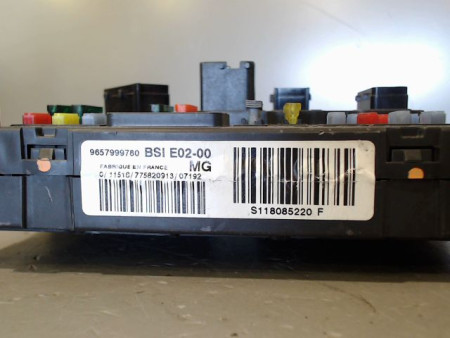 9657999780 BSI E02-00
FABRIQUE EN FRANCE MG
0/11510/775820913/07192
S118085220 F